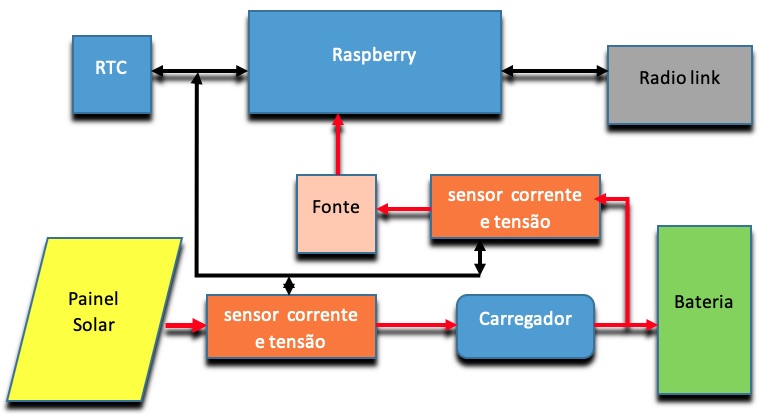 RTC
Raspberry
Radio link
Fonte
sensor corrente
e tensão
Painel
Solar
sensor corrente
e tensão
Carregador
Bateria